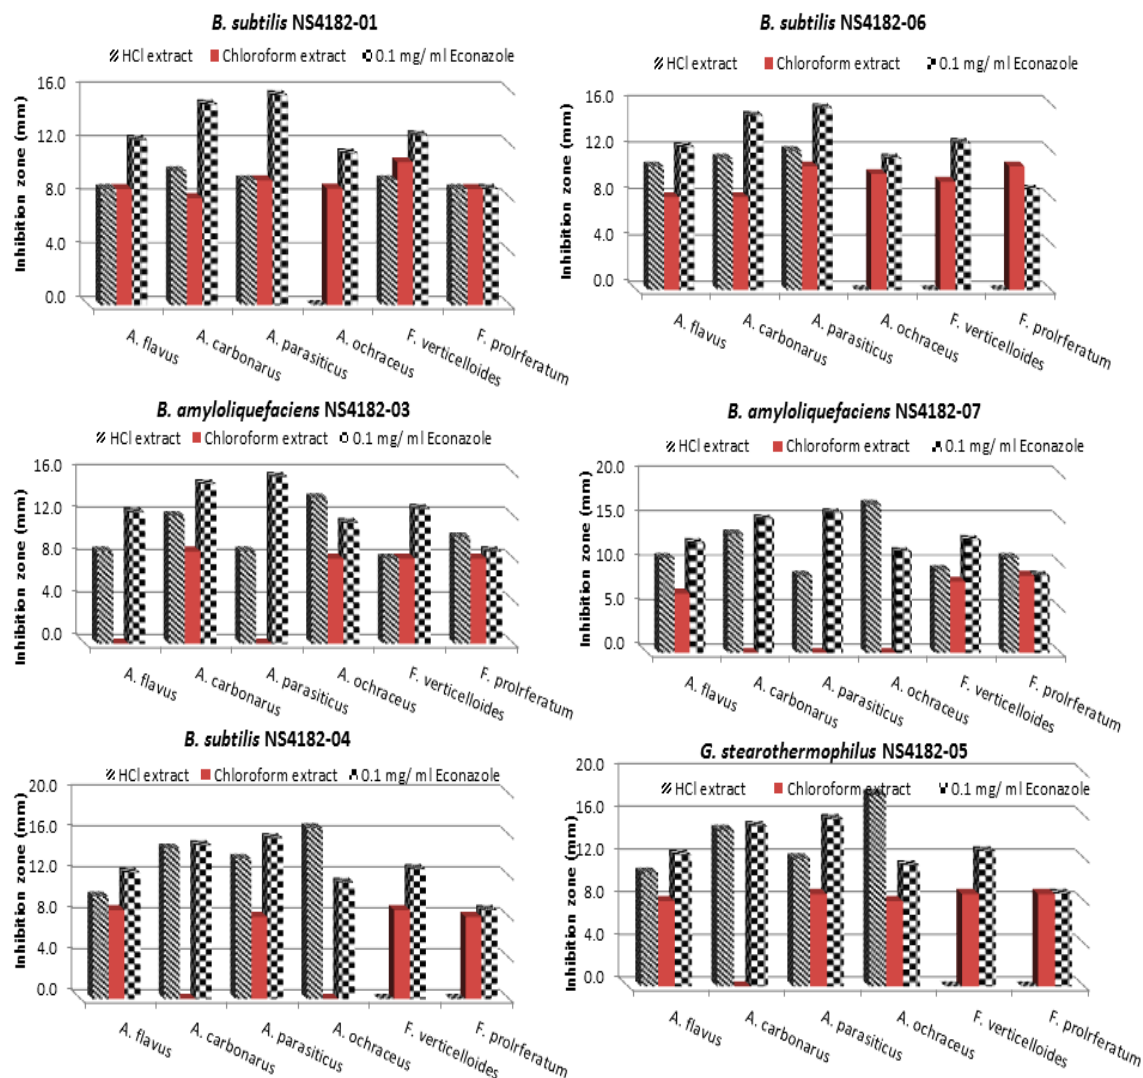 B. subtilis NS4182-01
HCl extract Chloroform extract 0.1 mg/ ml Econazole
Inhibition zone (mm)
16.0
12.0
8.0
4.0
0.0
A. flavus
A. carbonarus
A. parasiticus
A. ochraceus
F. verticelloides
F. prolrferatum
B. subtilis NS4182-06
HCl extract Chloroform extract 0.1 mg/ ml Econazole
Inhibition zone (mm)
16.0
12.0
8.0
4.0
0.0
A. flavus
A. carbonarus
A. parasiticus
A. ochraceus
F. verticelloides
F. prolrferatum
B. amyloliquefaciens NS4182-03
HCl extract Chloroform extract 0.1 mg/ ml Econazole
Inhibition zone (mm)
16.0
12.0
8.0
4.0
0.0
A. flavus
A. carbonarus
A. parasiticus
A. ochraceus
F. verticelloides
F. prolrferatum
B. amyloliquefaciens NS4182-07
HCl extract Chloroform extract 0.1 mg/ ml Econazole
Inhibition zone (mm)
20.0
15.0
10.0
5.0
0.0
A. flavus
A. carbonarus
A. parasiticus
A. ochraceus
F. verticelloides
F. prolrferatum
B. subtilis NS4182-04
HCl extract Chloroform extract 0.1 mg/ ml Econazole
Inhibition zone (mm)
20.0
16.0
12.0
8.0
4.0
0.0
A. flavus
A. carbonarus
A. parasiticus
A. ochraceus
F. verticelloides
F. prolrferatum
G. stearothermophilus NS4182-05
HCl extract Chloroform extract 0.1 mg/ ml Econazole
Inhibition zone (mm)
20.0
16.0
12.0
8.0
4.0
0.0
A. flavus
A. carbonarus
A. parasiticus
A. ochraceus
F. verticelloides
F. prolrferatum